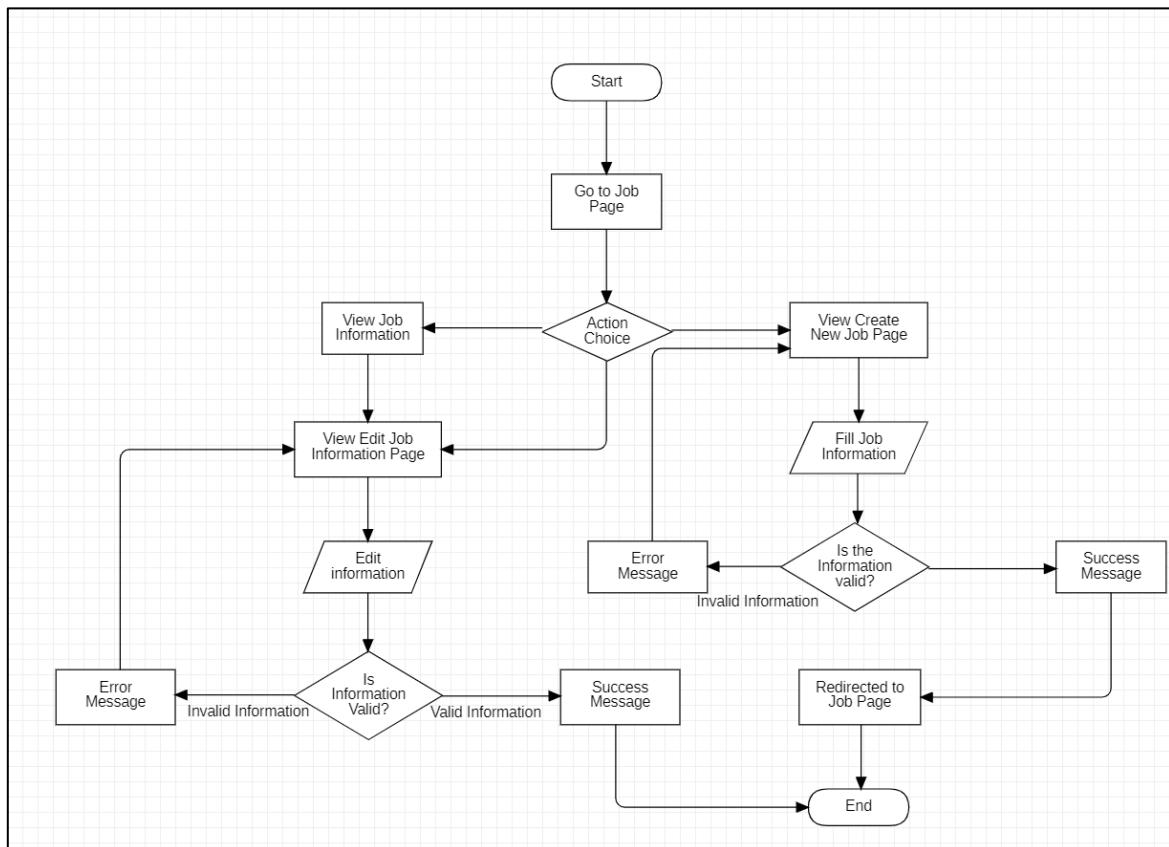 Start
Go to Job
Page
View Job
Information
Action
Choice
View Create
New Job Page
View Edit Job
Information Page
Fill Job
Information
Edit
information
Error
Message
Is the
Information
valid?
Success
Message
Invalid Information
Error
Message
Is
Information
Valid?
Success
Message
Redirected to
Job Page
Invalid Information
Valid Information
End